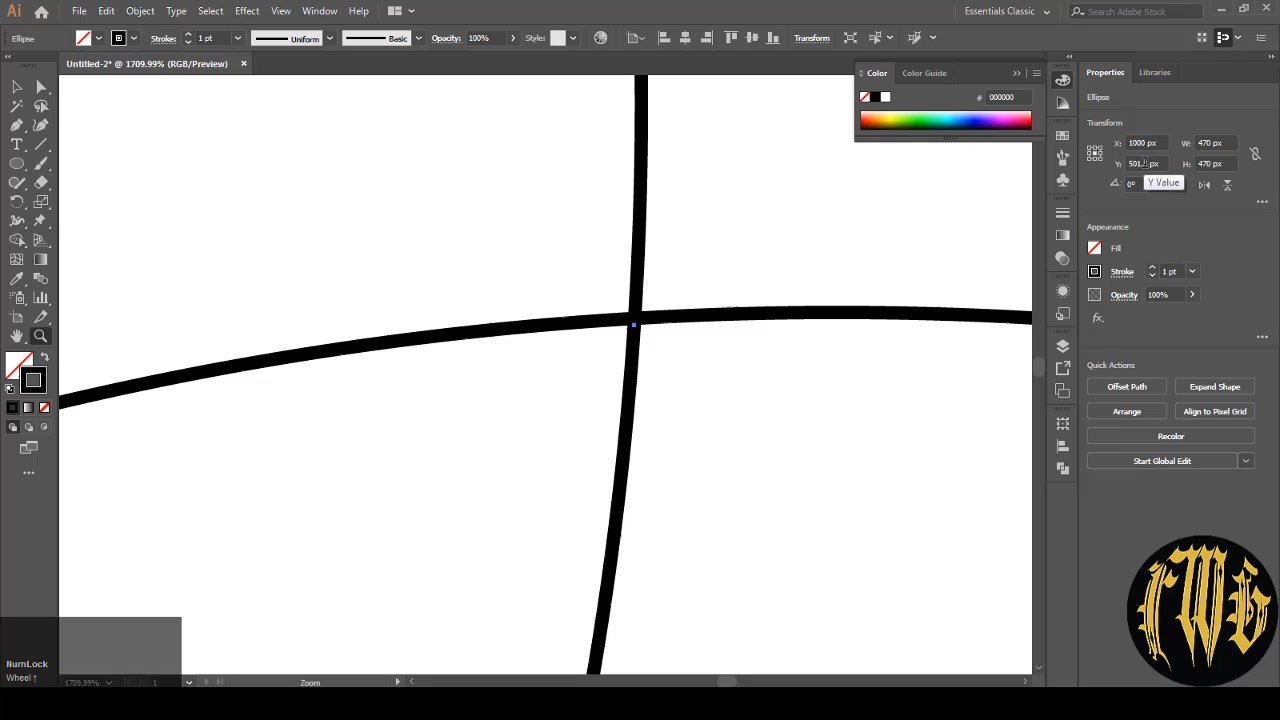 Ai File Edit Object Type Select Effect View Window Help Essentials Classic Search Adobe Stock
Ellipse Stroke: 1 pt Uniform Basic Opacity: 100% Style: Transform
Untitled-2* @ 1709.99% (RGB/Preview) ×
Color Color Guide
# 000000
Properties Libraries
Ellipse
Transform
X: 1000 px W: 470 px
Y: 501. px H: 470 px
0°
Y Value
Appearance
Fill
Stroke 1 pt
Opacity 100%
fx.
Quick Actions
Offset Path Expand Shape
Arrange Align to Pixel Grid
Recolor
Start Global Edit
NumLock
Wheel ↑
1709.99% 1 Zoom